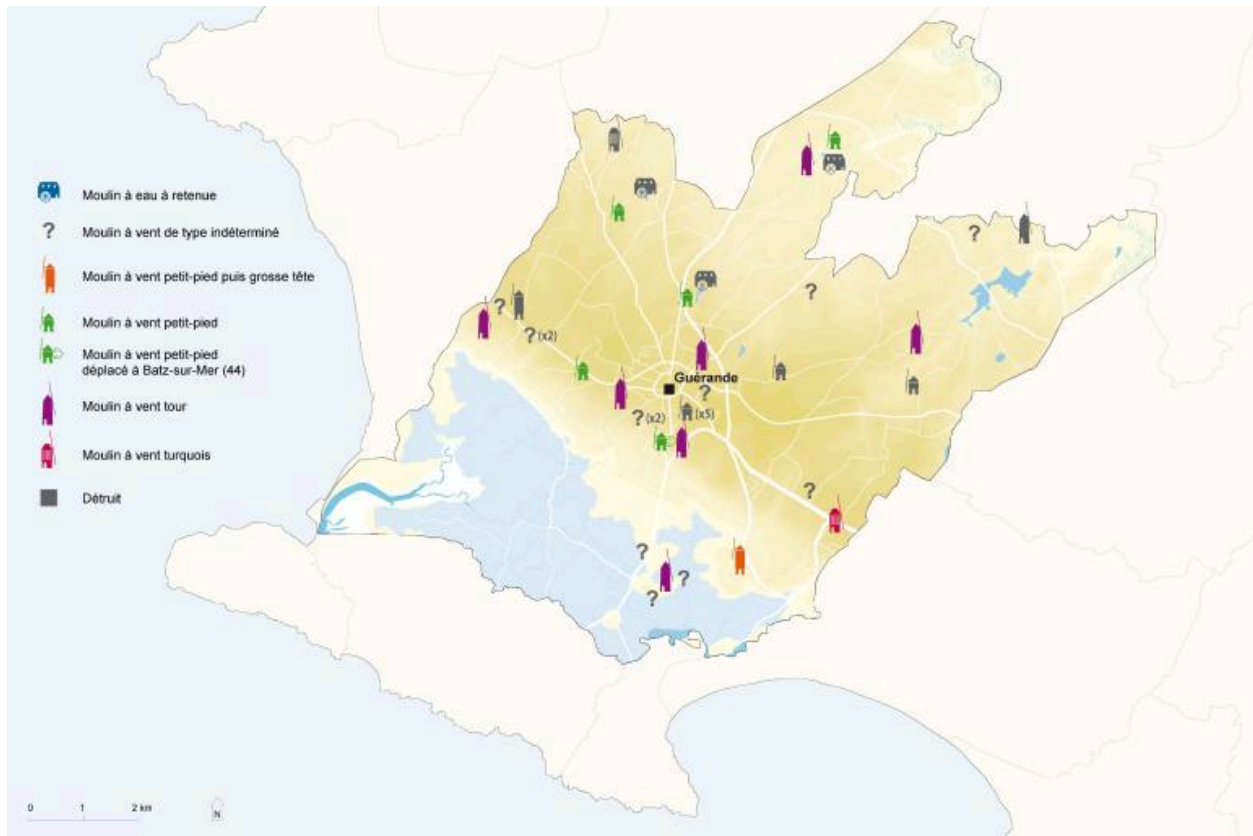 Moulin à eau à retenue
? Moulin à vent de type indéterminé
Moulin à vent petit-pied puis grosse tête
Moulin à vent petit-pied
Moulin à vent petit-pied
déplacé à Batz-sur-Mer (44)
Moulin à vent tour
Moulin à vent turquois
Détruit
?
?
?
?(x2)
Guérande
?
?(x2)
(x5)
?
?
?
?
0 1 2 km
N